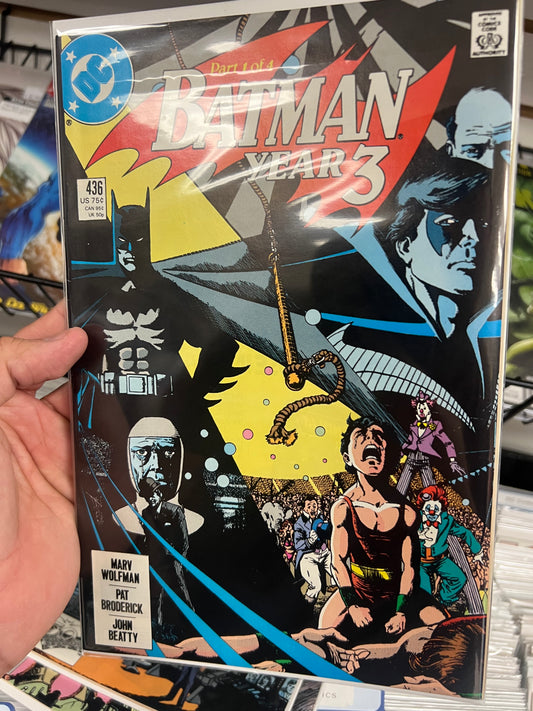 DC
Part 1 of 4
BATMAN
YEAR 3
APPROVED
BY THE
COMICS
CODE
AUTHORITY
436
US 75¢
CAN 95¢
UK 50p
MARV
WOLFMAN
PAT
BRODERICK
JOHN
BEATTY
ICS